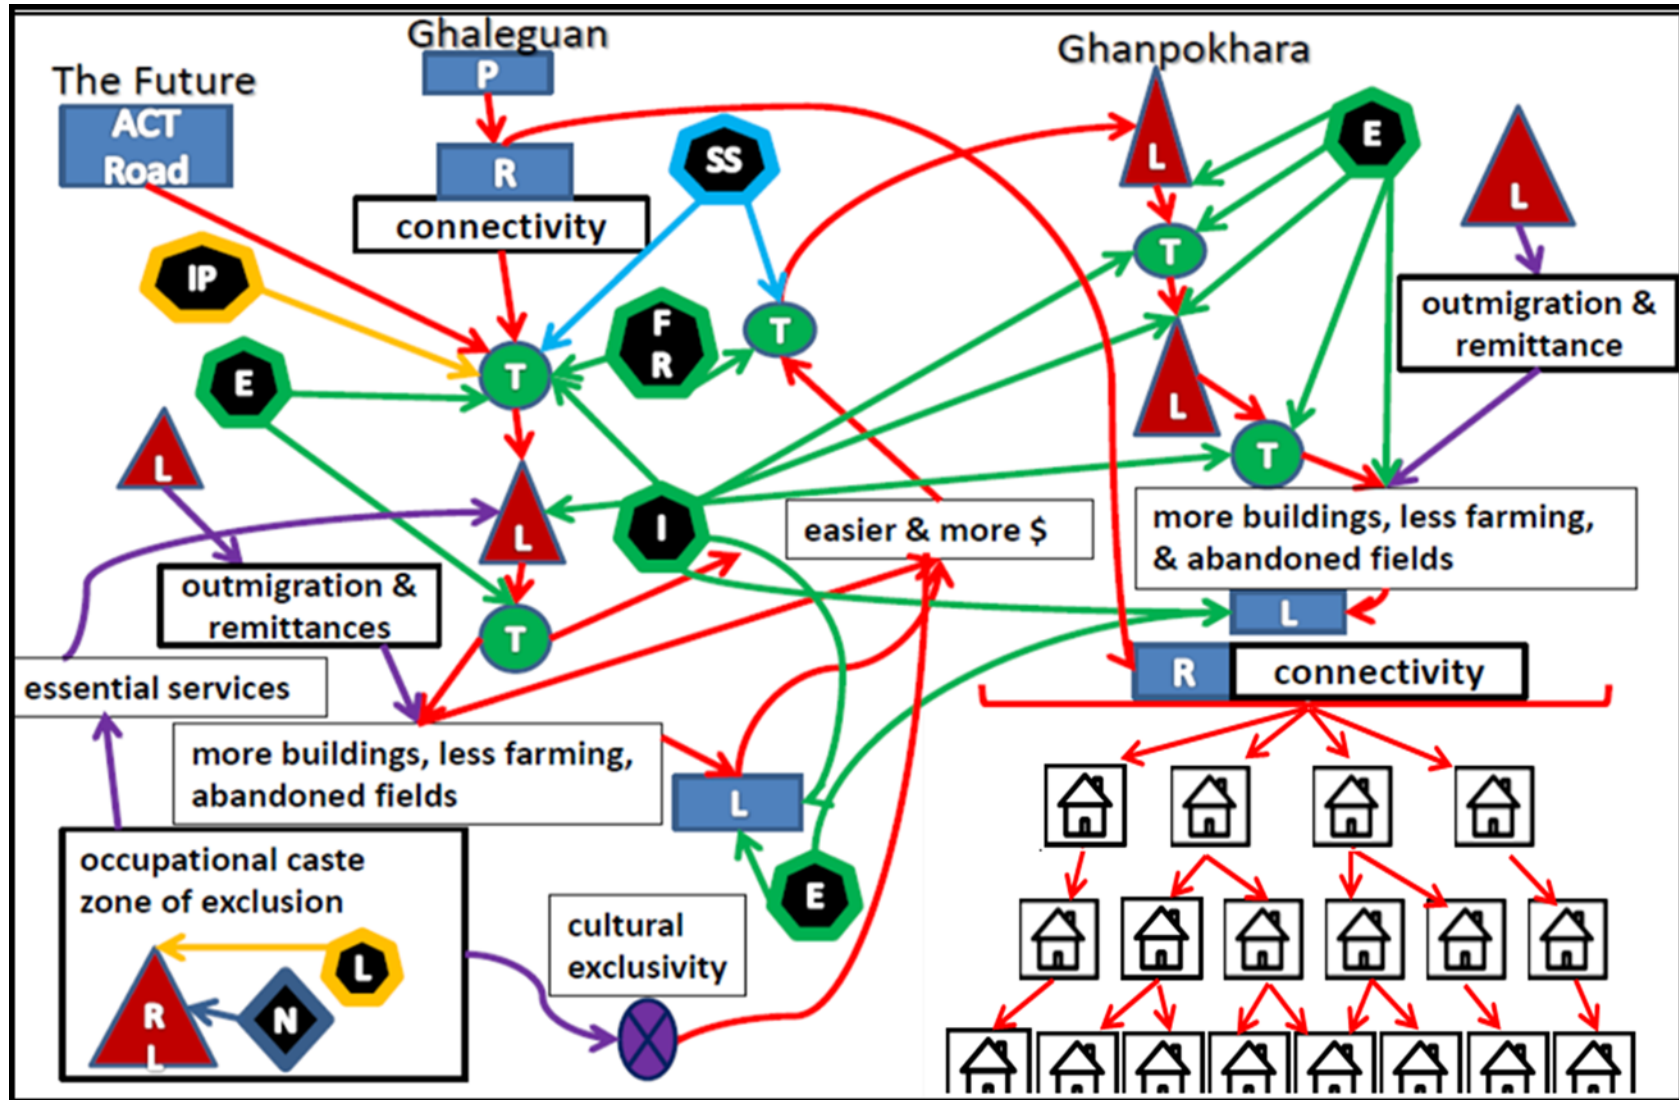 Ghaleguan
The Future
Ghanpokhara
P
ACT
Road
R
connectivity
SS
L
E
L
IP
T
outmigration &
remittance
F
R
T
E
T
L
L
T
L
I
easier & more $
more buildings, less farming,
& abandoned fields
outmigration &
remittances
L
T
R
connectivity
essential services
more buildings, less farming,
abandoned fields
L
occupational caste
zone of exclusion
E
cultural
exclusivity
L
R
L
N